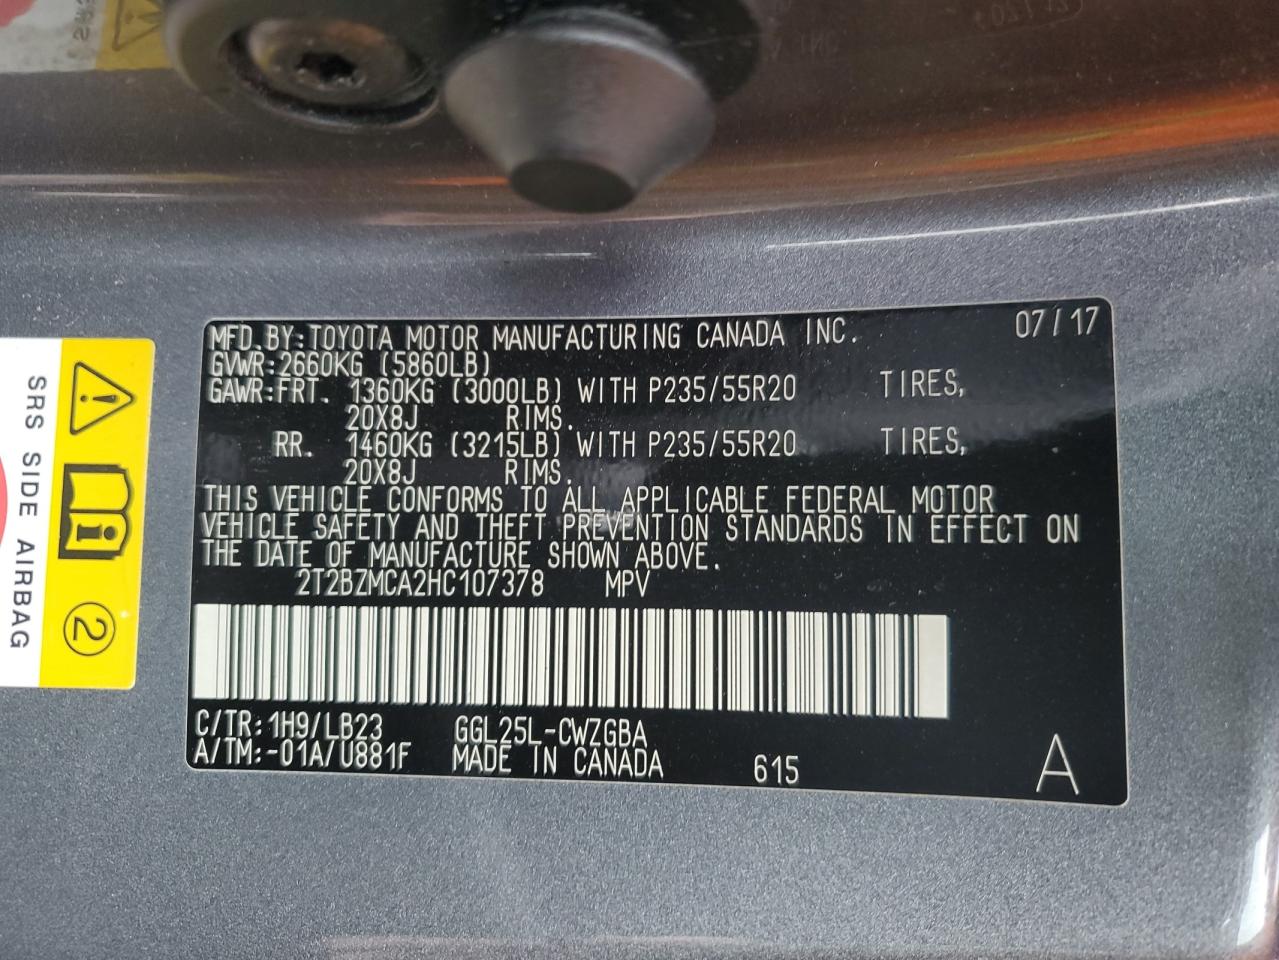 MFD.BY:TOYOTA MOTOR MANUFACTURING CANADA INC. 07/17
GVWR:2660KG (5860LB)
GAWR:FRT. 1360KG (3000LB) WITH P235/55R20 TIRES,
20X8J RIMS.
RR. 1460KG (3215LB) WITH P235/55R20 TIRES,
20X8J RIMS.
THIS VEHICLE CONFORMS TO ALL APPLICABLE FEDERAL MOTOR
VEHICLE SAFETY AND THEFT PREVENTION STANDARDS IN EFFECT ON
THE DATE OF MANUFACTURE SHOWN ABOVE.
2T2BZMCA2HC107378 MPV
C/TR:1H9/LB23 GGL25L-CWZGBA
A/TM:-01A/U881F MADE IN CANADA 615 A
SRS SIDE AIRBAG
2